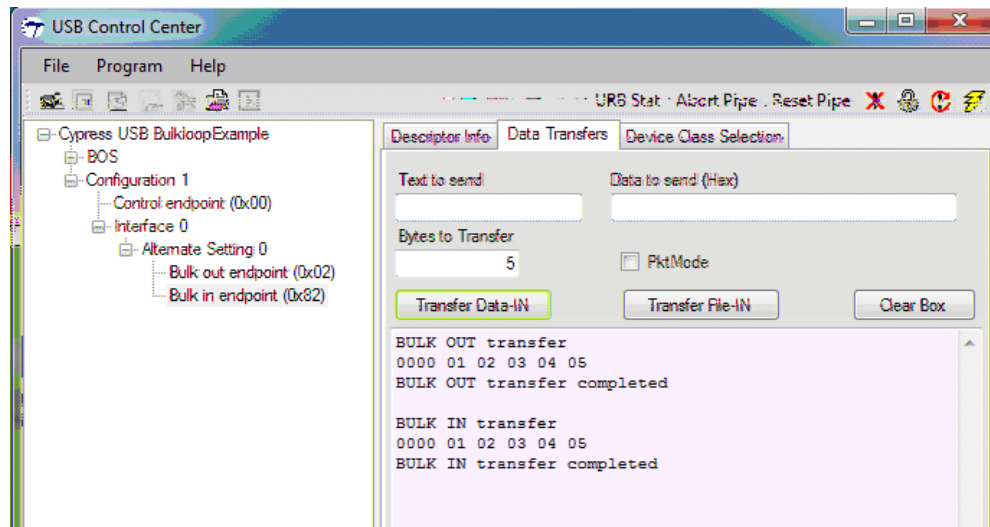 USB Control Center
File Program Help
URB Stat Abort Pipe Reset Pipe
Cypress USB BulkloopExample
BOS
Configuration 1
Control endpoint (0x00)
Interface 0
Alternate Setting 0
Bulk out endpoint (0x02)
Bulk in endpoint (0x82)
Descriptor Info Data Transfers Device Class Selection
Text to send Data to send (Hex)
Bytes to Transfer
5 PktMode
Transfer Data-IN Transfer File-IN Clear Box
BULK OUT transfer
0000 01 02 03 04 05
BULK OUT transfer completed
BULK IN transfer
0000 01 02 03 04 05
BULK IN transfer completed